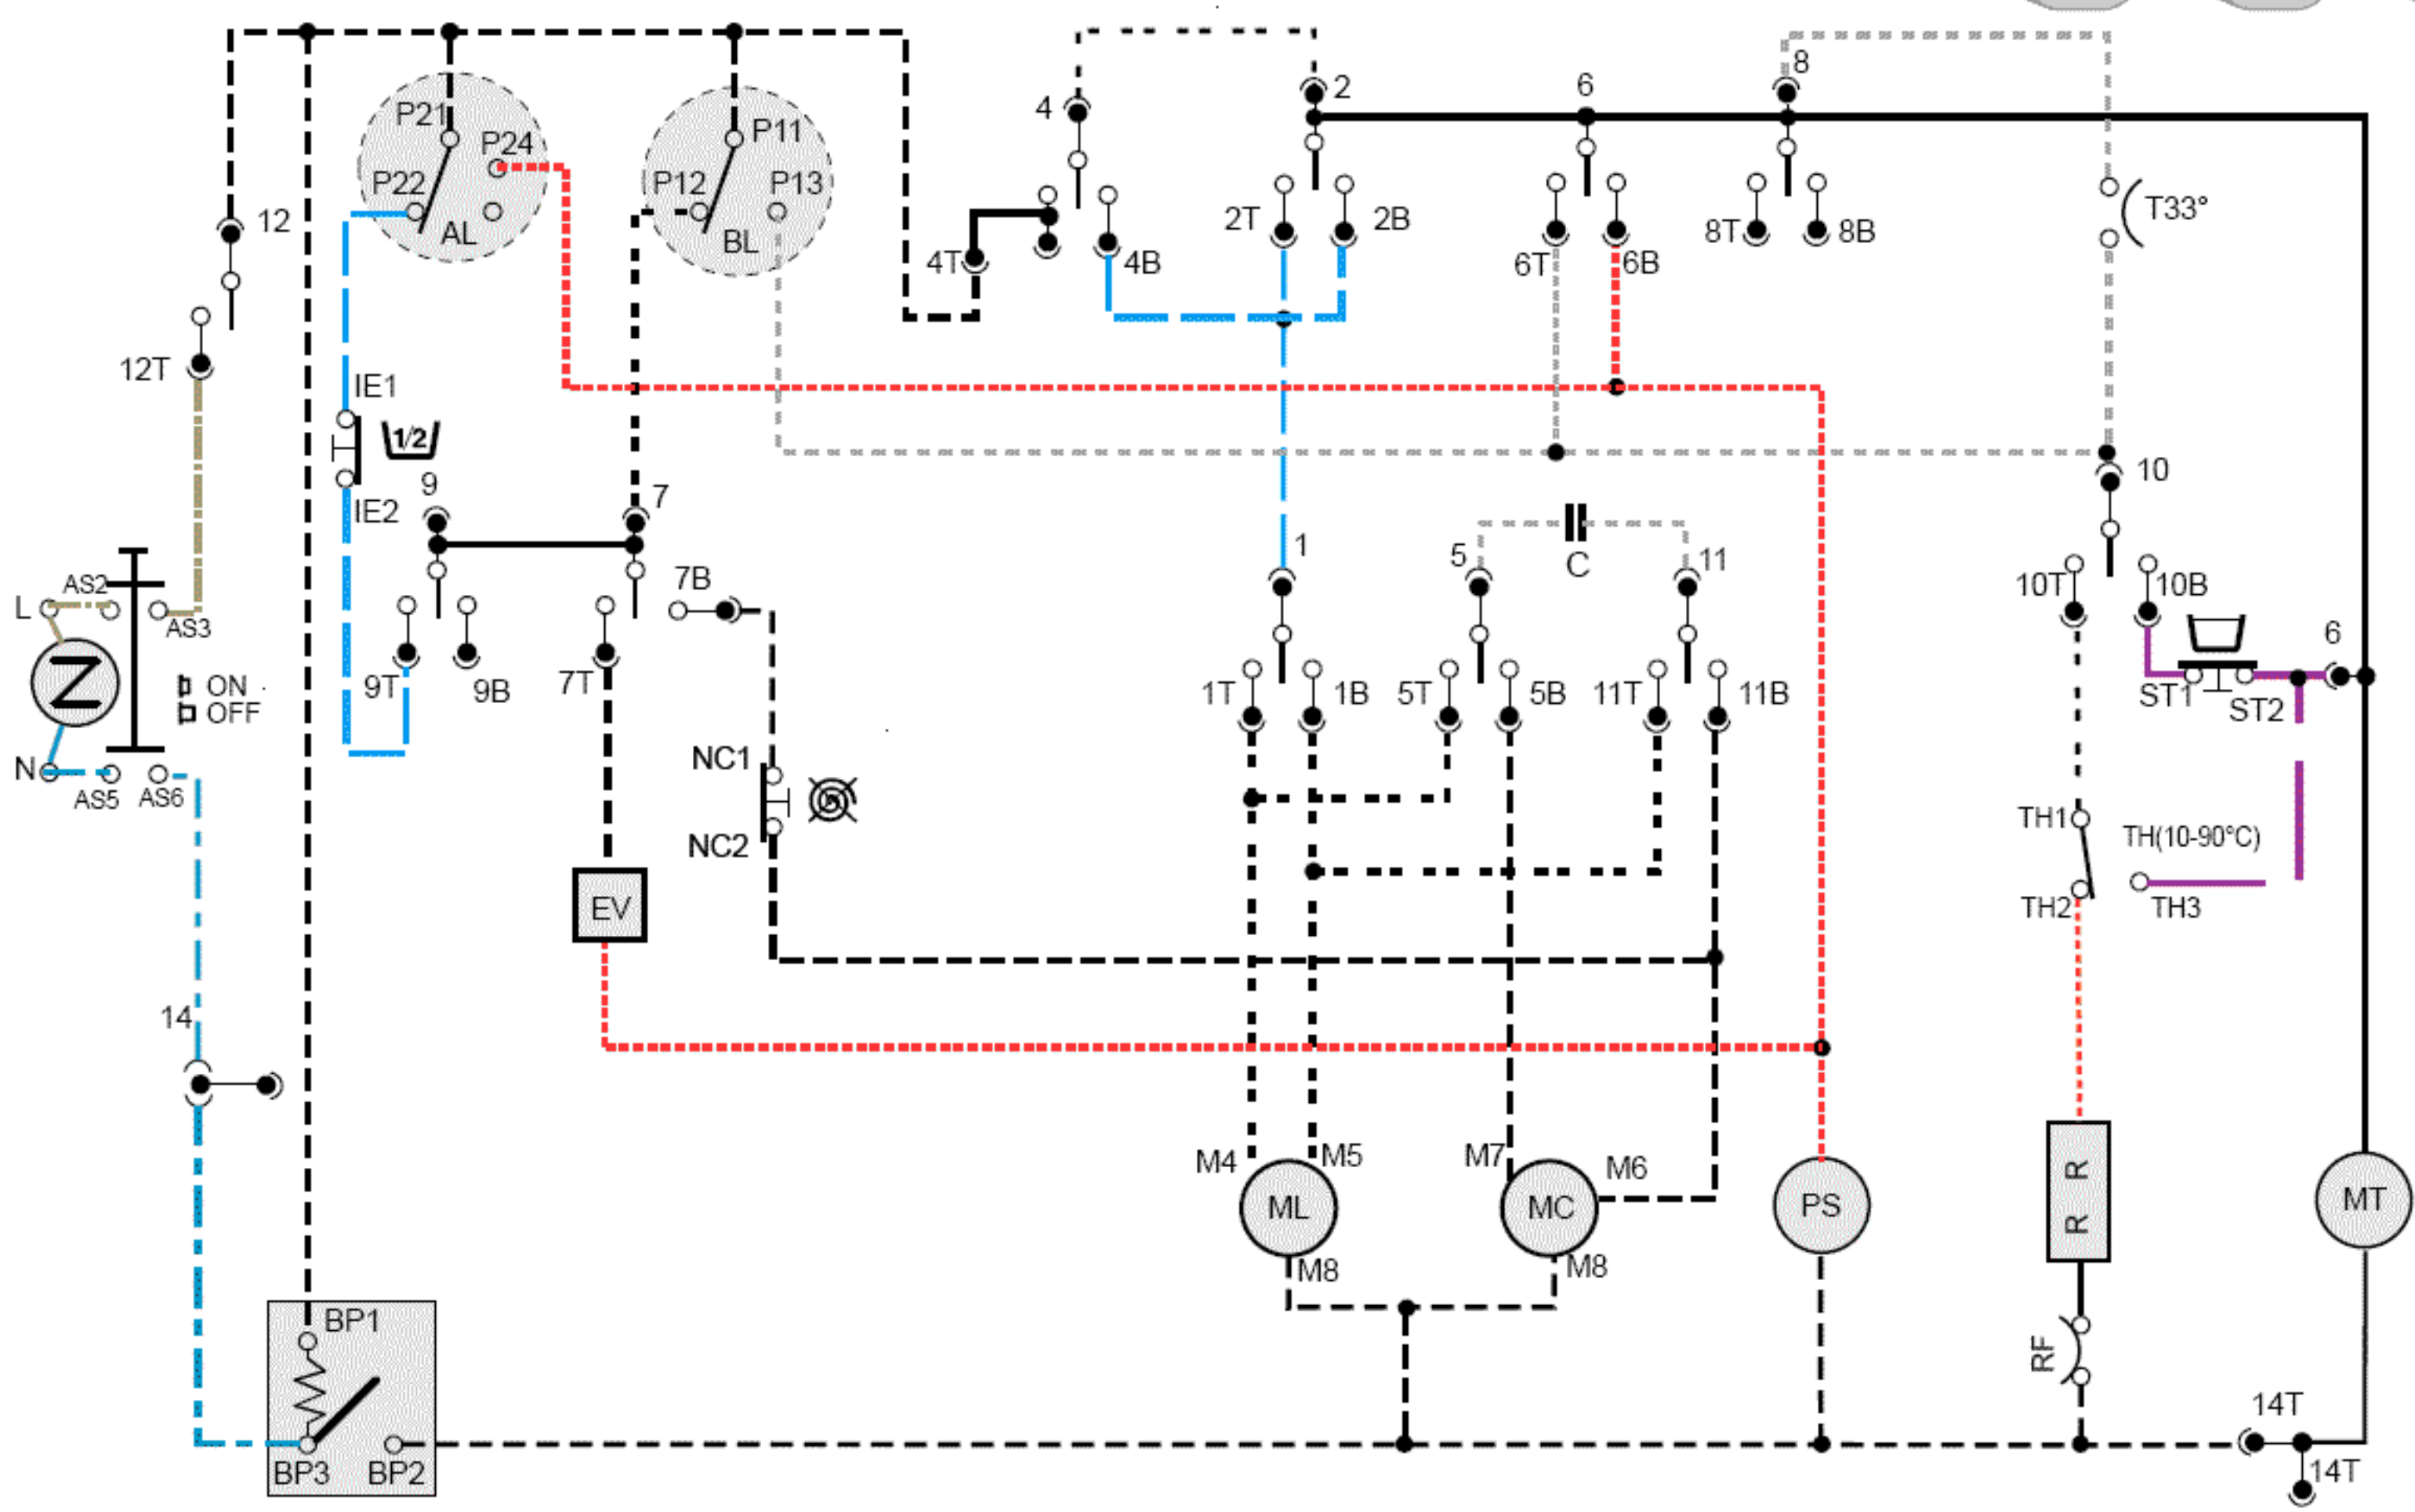 2
8
4
6
P21
P11
P24
P22
P12
P13
T33°
12
AL
BL
2T
2B
8T
8B
4T
4B
6T
6B
12T
IE1
1/2
10
9
7
IE2
1
5
C
11
7B
10T
10B
AS2
L
AS3
6
ON
9T
9B
7T
1T
1B
5T
5B
11T
11B
ST1
ST2
OFF
NC1
N
AS5
AS6
TH1
TH(10-90°C)
NC2
EV
TH2
TH3
14
M4
M5
M7
M6
R
ML
MC
PS
MT
R
M8
M8
BP1
RF
14T
BP3
BP2
14T